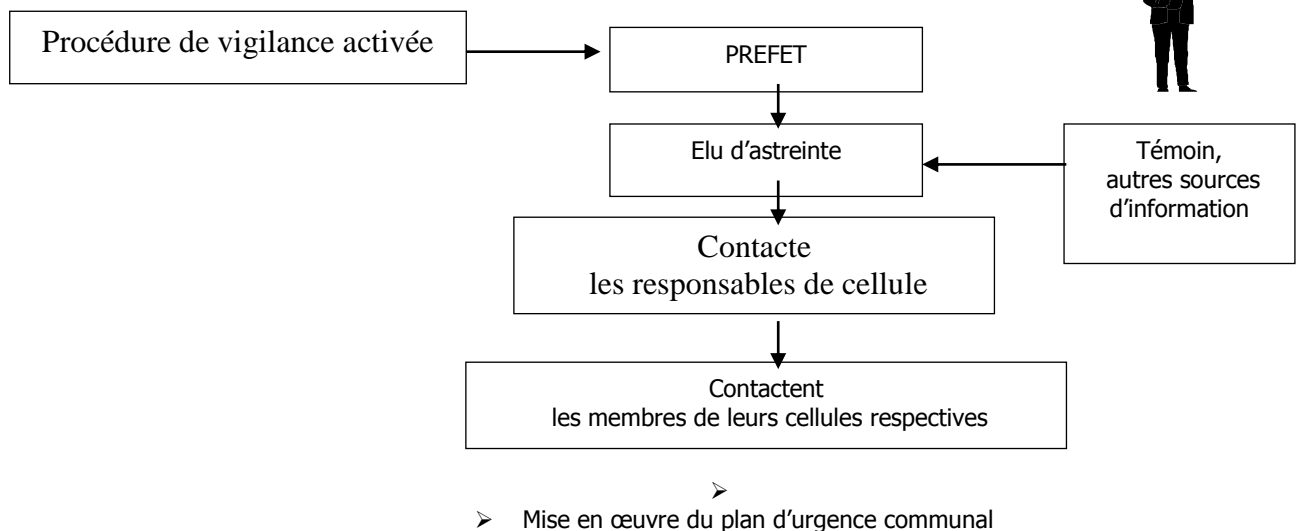 Procédure de vigilance activée
PREFET
Elu d’astreinte
Témoin,
autres sources
d’information
Contacte
les responsables de cellule
Contactent
les membres de leurs cellules respectives
➢
➢ Mise en œuvre du plan d’urgence communal